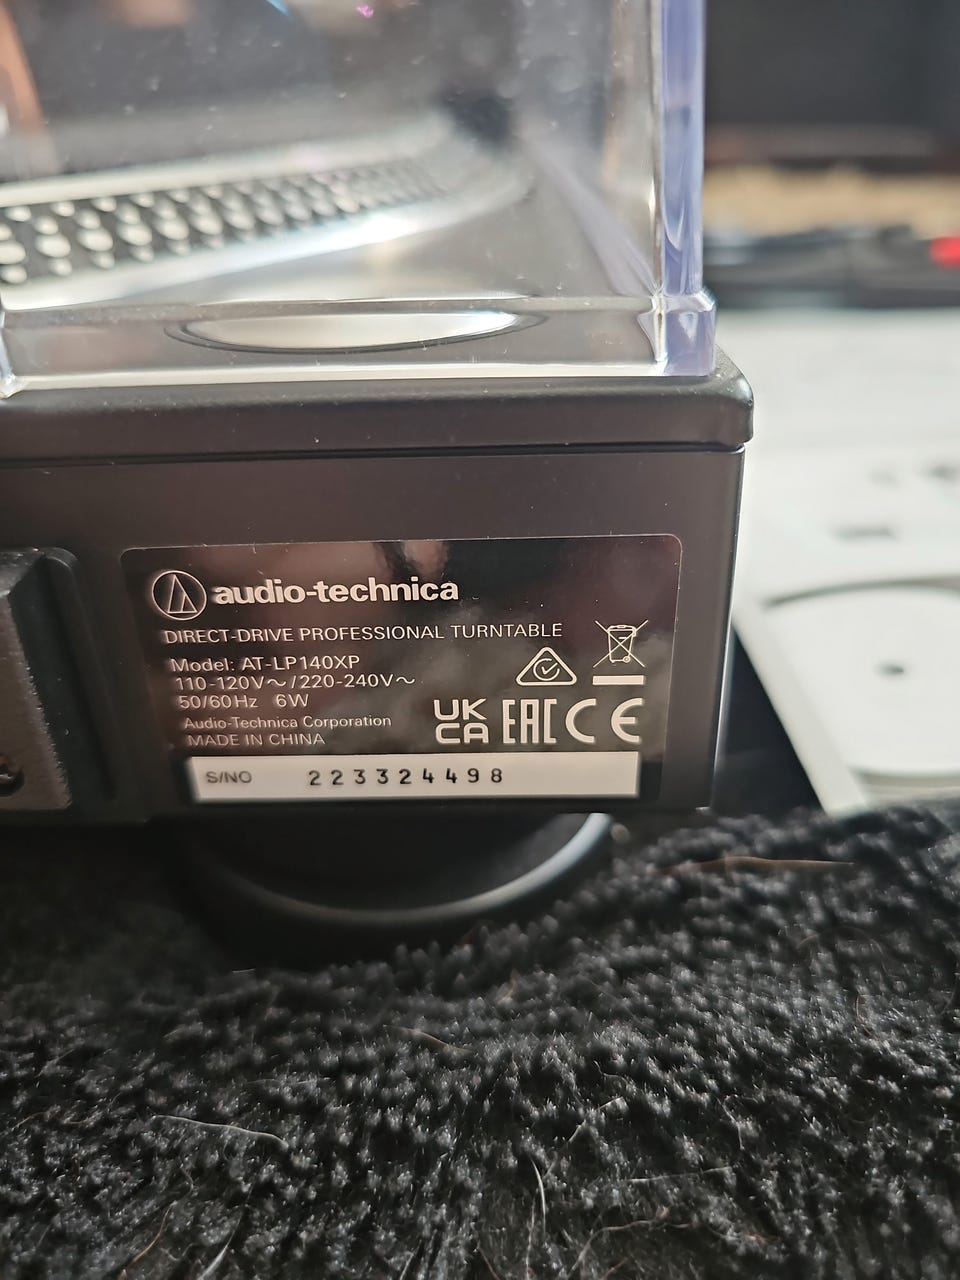 audio-technica
DIRECT-DRIVE PROFESSIONAL TURNTABLE
Model: AT-LP140XP
110-120V～/220-240V～
50/60Hz 6W
Audio-Technica Corporation
MADE IN CHINA
UK
CA EAC CE
S/NO 223324498